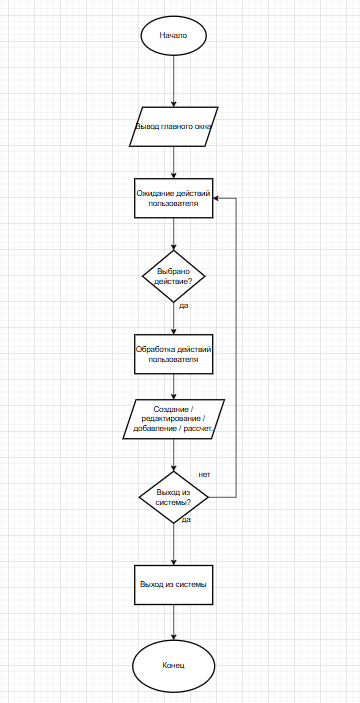 Начало
Вывод главного окна
Ожидание действий
пользователя
Выбрано
действие?
да
Обработка действий
пользователя
Создание /
редактирование /
добавление / рассчет.
нет
Выход из
системы?
да
Выход из системы
Конец